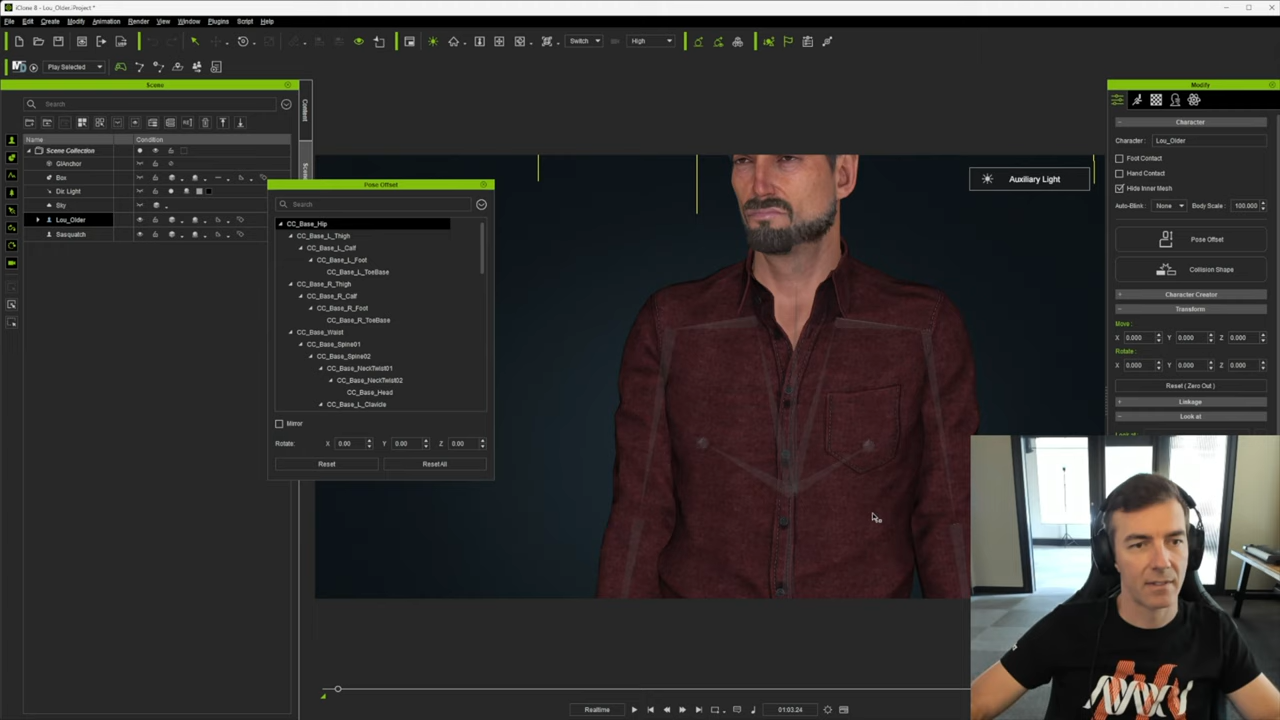 iClone 8 - Lou_Older.iProject *
File Edit Create Modify Animation Render View Window Plugins Script Help
Switch High
Play Selected
Scene
Search
Name Condition
Scene Collection
GIAnchor
Box
Dir Light
Sky
Lou_Older
Sasquatch
Content
Scene
Pose Offset
Search
CC_Base_Hip
CC_Base_L_Thigh
CC_Base_L_Calf
CC_Base_L_Foot
CC_Base_L_ToeBase
CC_Base_R_Thigh
CC_Base_R_Calf
CC_Base_R_Foot
CC_Base_R_ToeBase
CC_Base_Waist
CC_Base_Spine01
CC_Base_Spine02
CC_Base_NeckTwist01
CC_Base_NeckTwist02
CC_Base_Head
CC_Base_L_Clavicle
Mirror
Rotate: X 0.00 Y 0.00 Z 0.00
Reset Reset All
Auxiliary Light
Modify
Character
Character: Lou_Older
Foot Contact
Hand Contact
Hide Inner Mesh
Auto-Blink: None Body Scale: 100.000
Pose Offset
Collision Shape
Character Creator
Transform
Move :
X 0.000 Y 0.000 Z 0.000
Rotate :
X 0.000 Y 0.000 Z 0.000
Reset ( Zero Out )
Linkage
Look at
Realtime 01:03.24